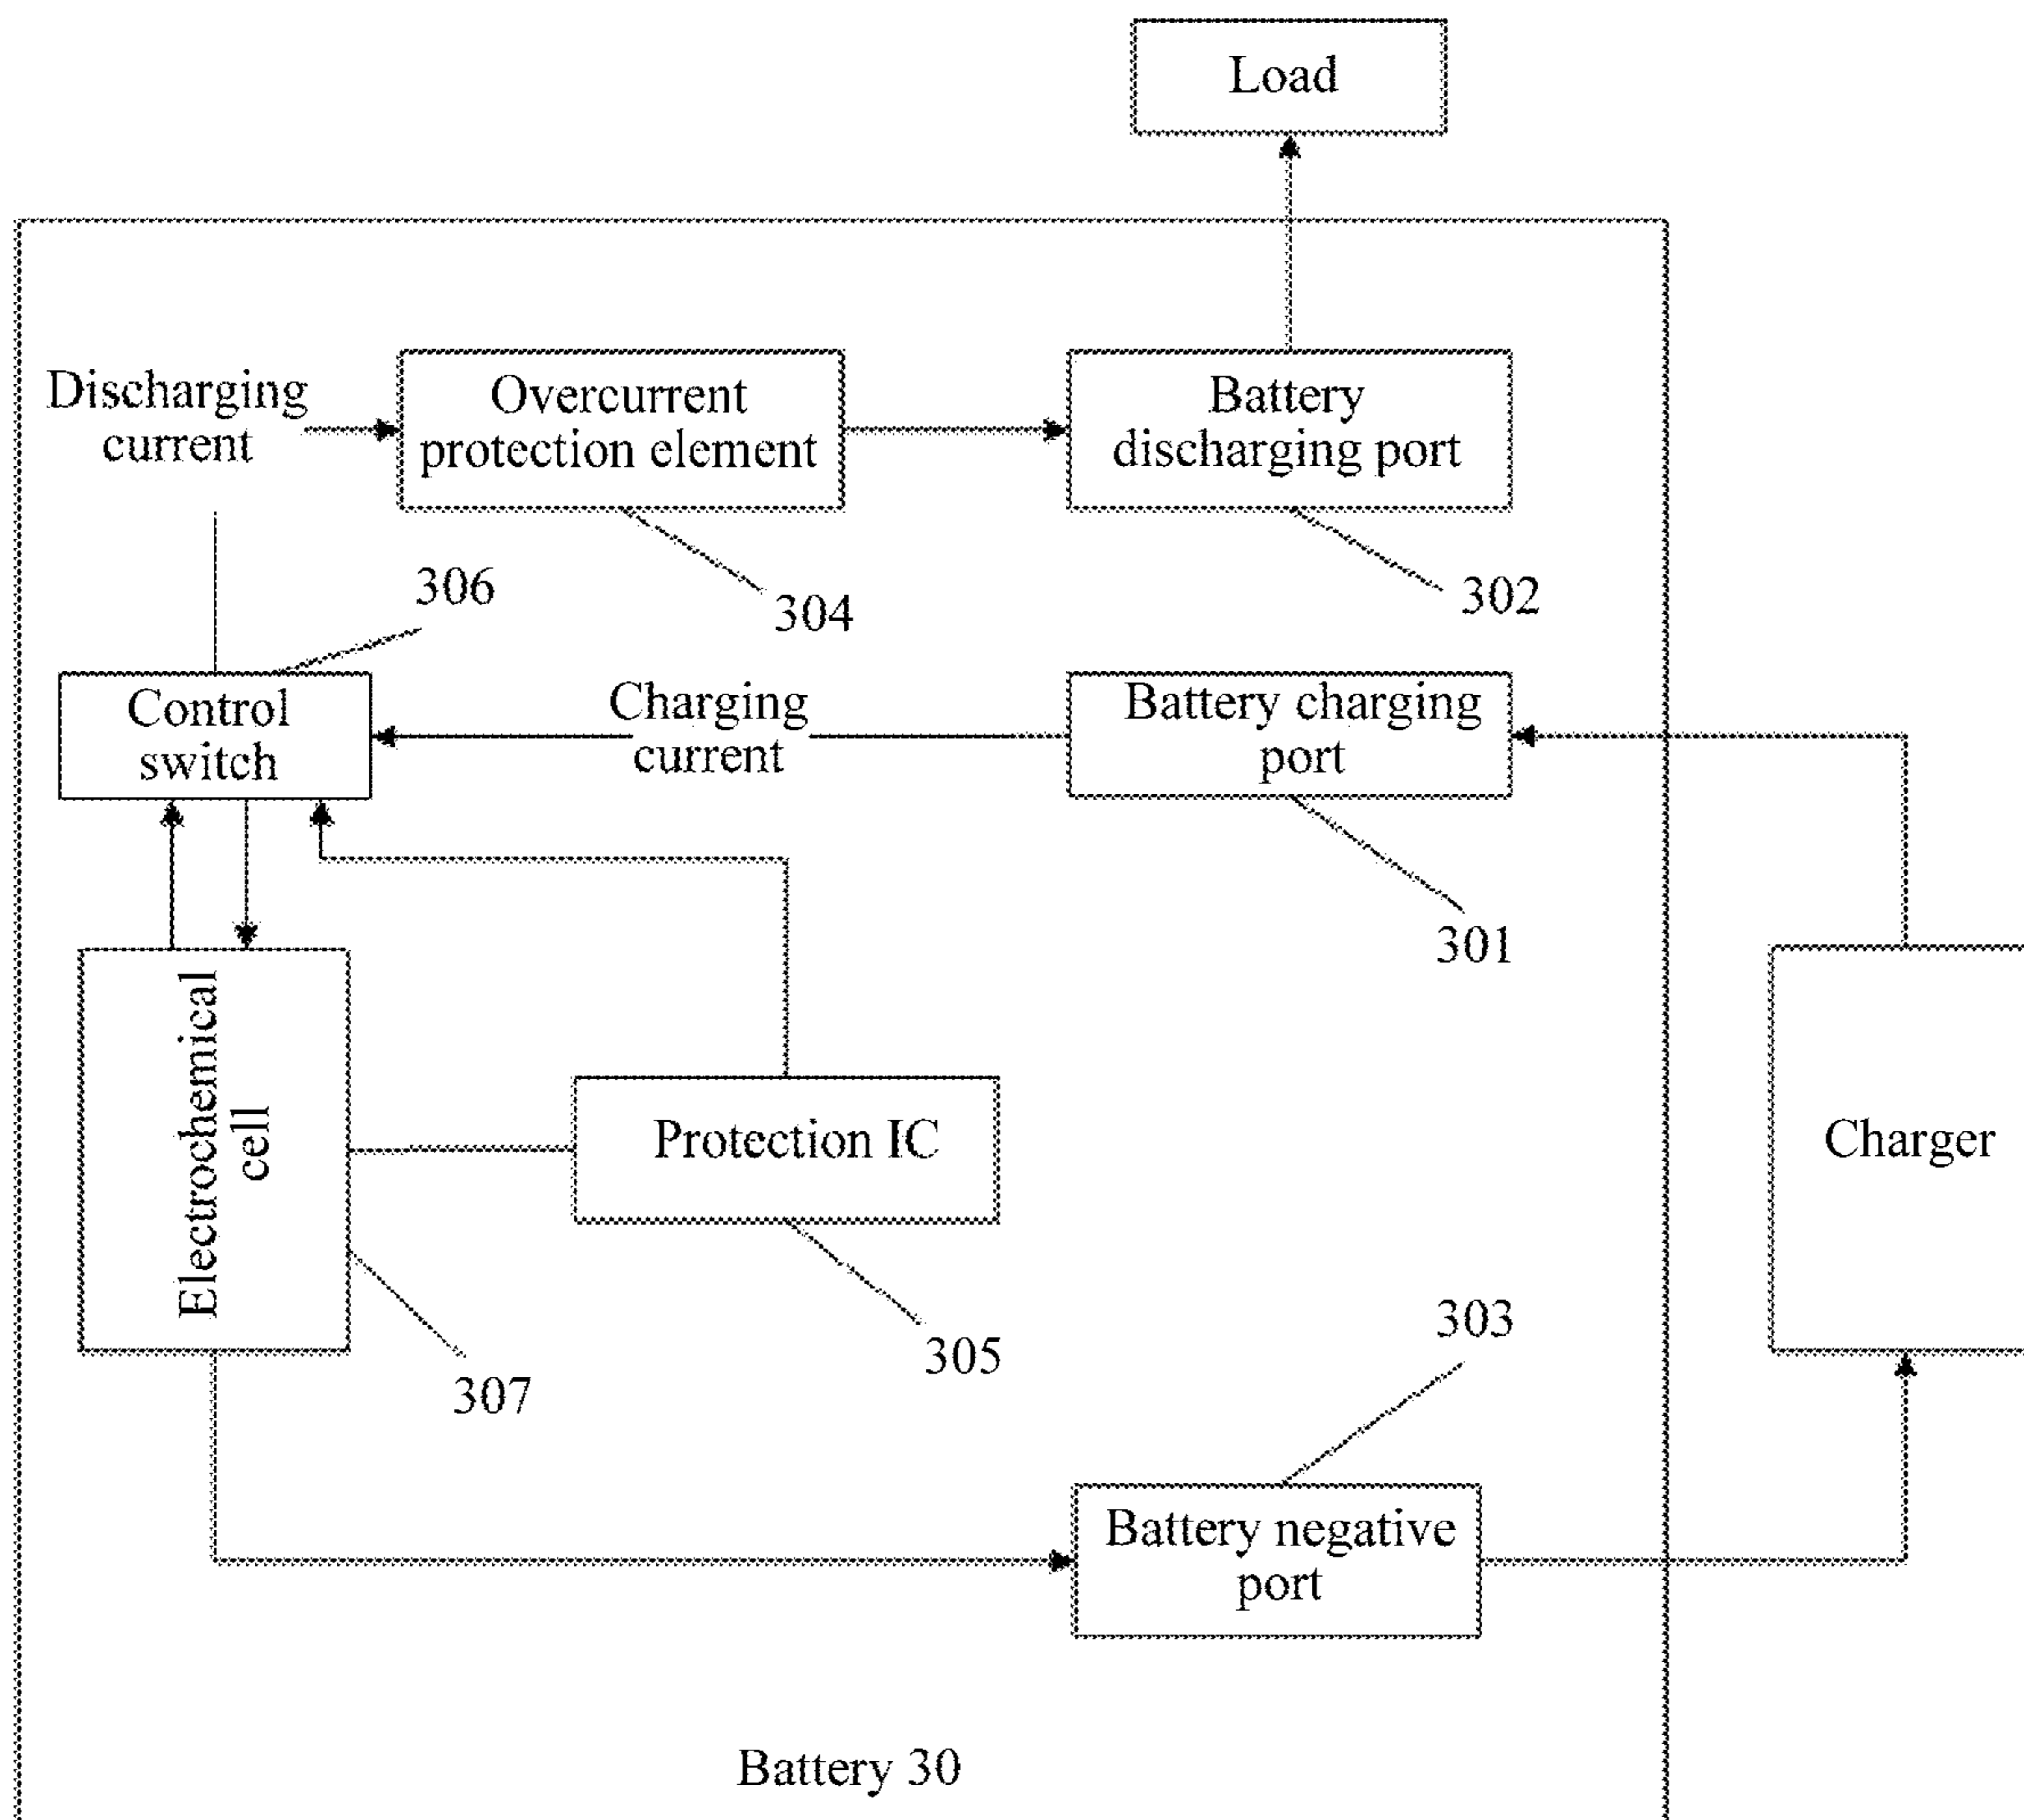 Load
Discharging
current
Overcurrent
protection element
Battery
discharging port
306
304
302
Control
switch
Charging
current
Battery charging
port
301
Electrochemical
cell
Protection IC
Charger
305
303
307
Battery negative
port
Battery 30